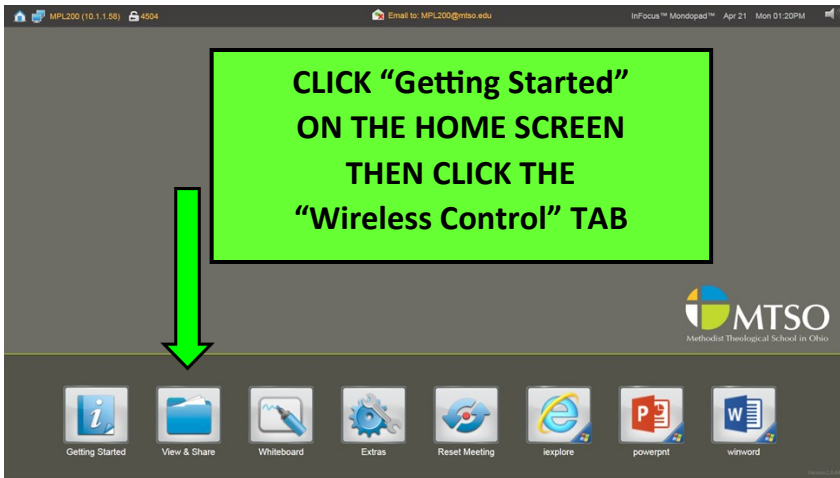 MPL200 (10.1.1.58) 4504 Email to: MPL200@mtso.edu InFocus™ Mondopad™ Apr 21 Mon 01:20PM
CLICK “Getting Started”
ON THE HOME SCREEN
THEN CLICK THE
“Wireless Control” TAB
MTSO
Methodist Theological School in Ohio
Getting Started View & Share Whiteboard Extras Reset Meeting iexplore powerpnt winword